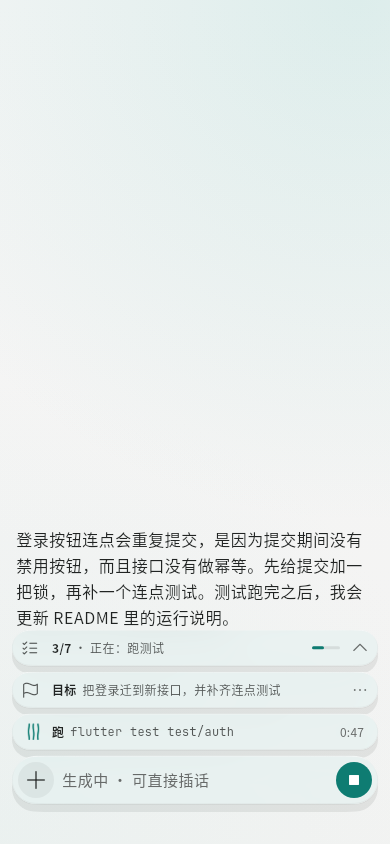 登录按钮连点会重复提交，是因为提交期间没有
禁用按钮，而且接口没有做幂等。先给提交加一
把锁，再补一个连点测试。测试跑完之后，我会
更新 README 里的运行说明。
3/7 · 正在：跑测试
目标 把登录迁到新接口，并补齐连点测试 ···
跑 flutter test test/auth 0:47
生成中 · 可直接插话